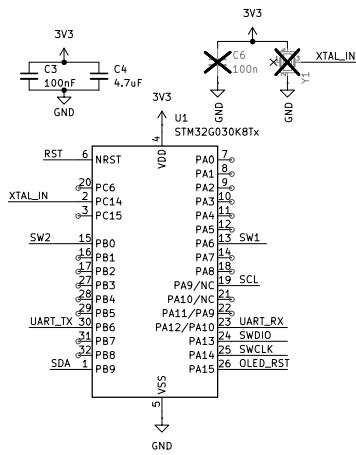 3V3
3V3
C3
100nF
C4
4.7uF
C6
100n
XTAL_IN
Y1
GND
GND
GND
3V3
U1
STM32G030K8Tx
4
VDD
RST 6 NRST
PA0 7
PA1 8
20 PC6
PA2 9
XTAL_IN 2 PC14
PA3 10
3 PC15
PA4 11
PA5 12
SW2 15 PB0
PA6 13 SW1
16 PB1
PA7 14
17 PB2
PA8 18
27 PB3
PA9/NC 19 SCL
28 PB4
PA10/NC 21
29 PB5
PA11/PA9 22
UART_TX 30 PB6
PA12/PA10 23 UART_RX
31 PB7
PA13 24 SWDIO
32 PB8
PA14 25 SWCLK
SDA 1 PB9
PA15 26 OLED_RST
VSS
5
GND